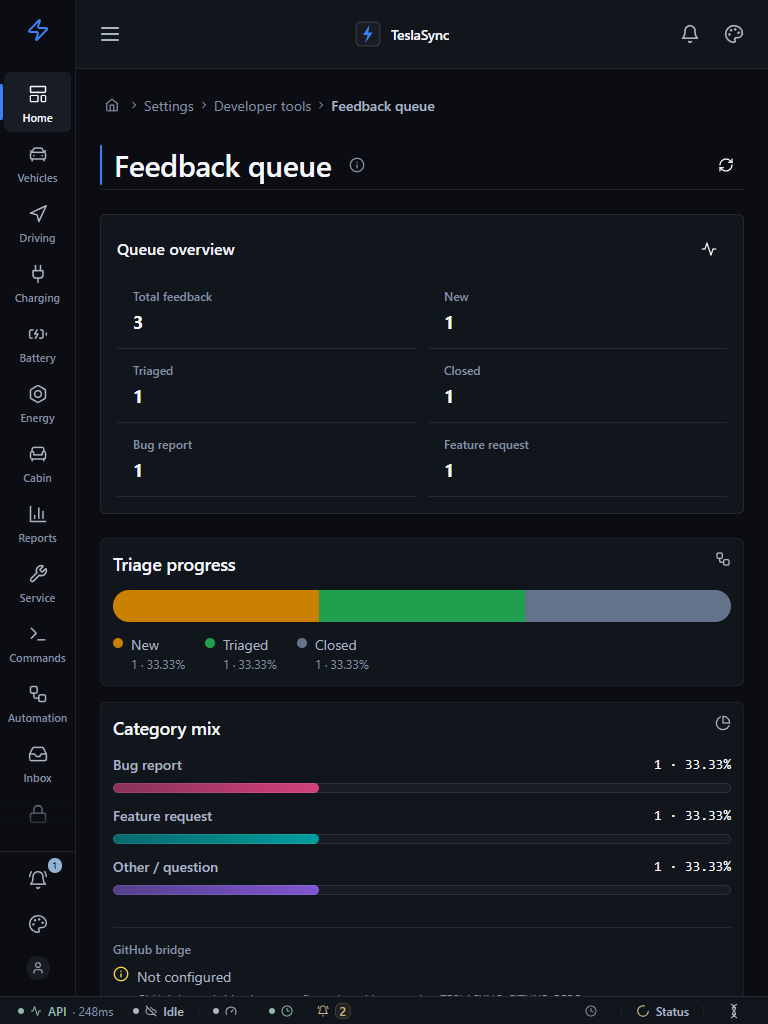 TeslaSync
Home
Vehicles
Driving
Charging
Battery
Energy
Cabin
Reports
Service
Commands
Automation
Inbox
1
Settings
Developer tools
Feedback queue
Feedback queue
Queue overview
Total feedback
3
New
1
Triaged
1
Closed
1
Bug report
1
Feature request
1
Triage progress
New
1 · 33.33%
Triaged
1 · 33.33%
Closed
1 · 33.33%
Category mix
Bug report 1 · 33.33%
Feature request 1 · 33.33%
Other / question 1 · 33.33%
GitHub bridge
Not configured
API · 248ms
Idle
2
Status